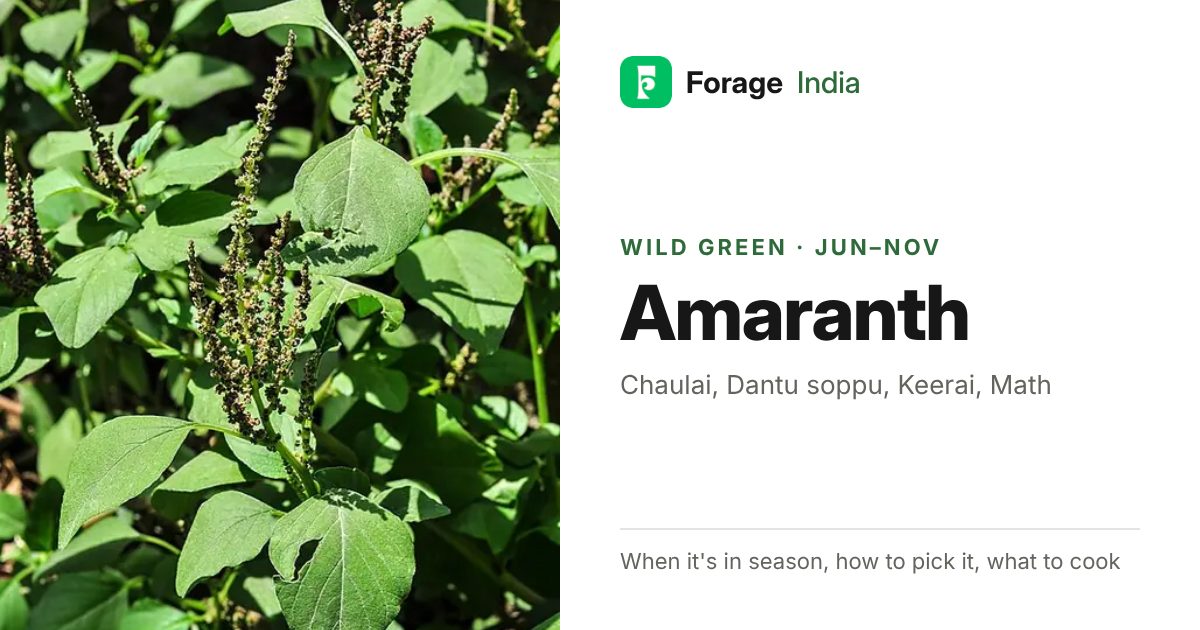 Forage India
WILD GREEN · JUN–NOV
Amaranth
Chaulai, Dantu soppu, Keerai, Math
When it's in season, how to pick it, what to cook